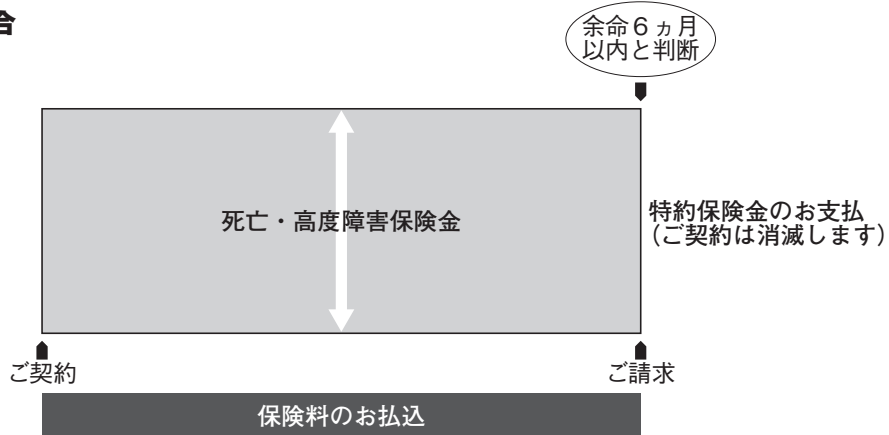 合
余命6ヵ月
以内と判断
死亡・高度障害保険金
特約保険金のお支払
(ご契約は消滅します)
ご契約
ご請求
保険料のお払込